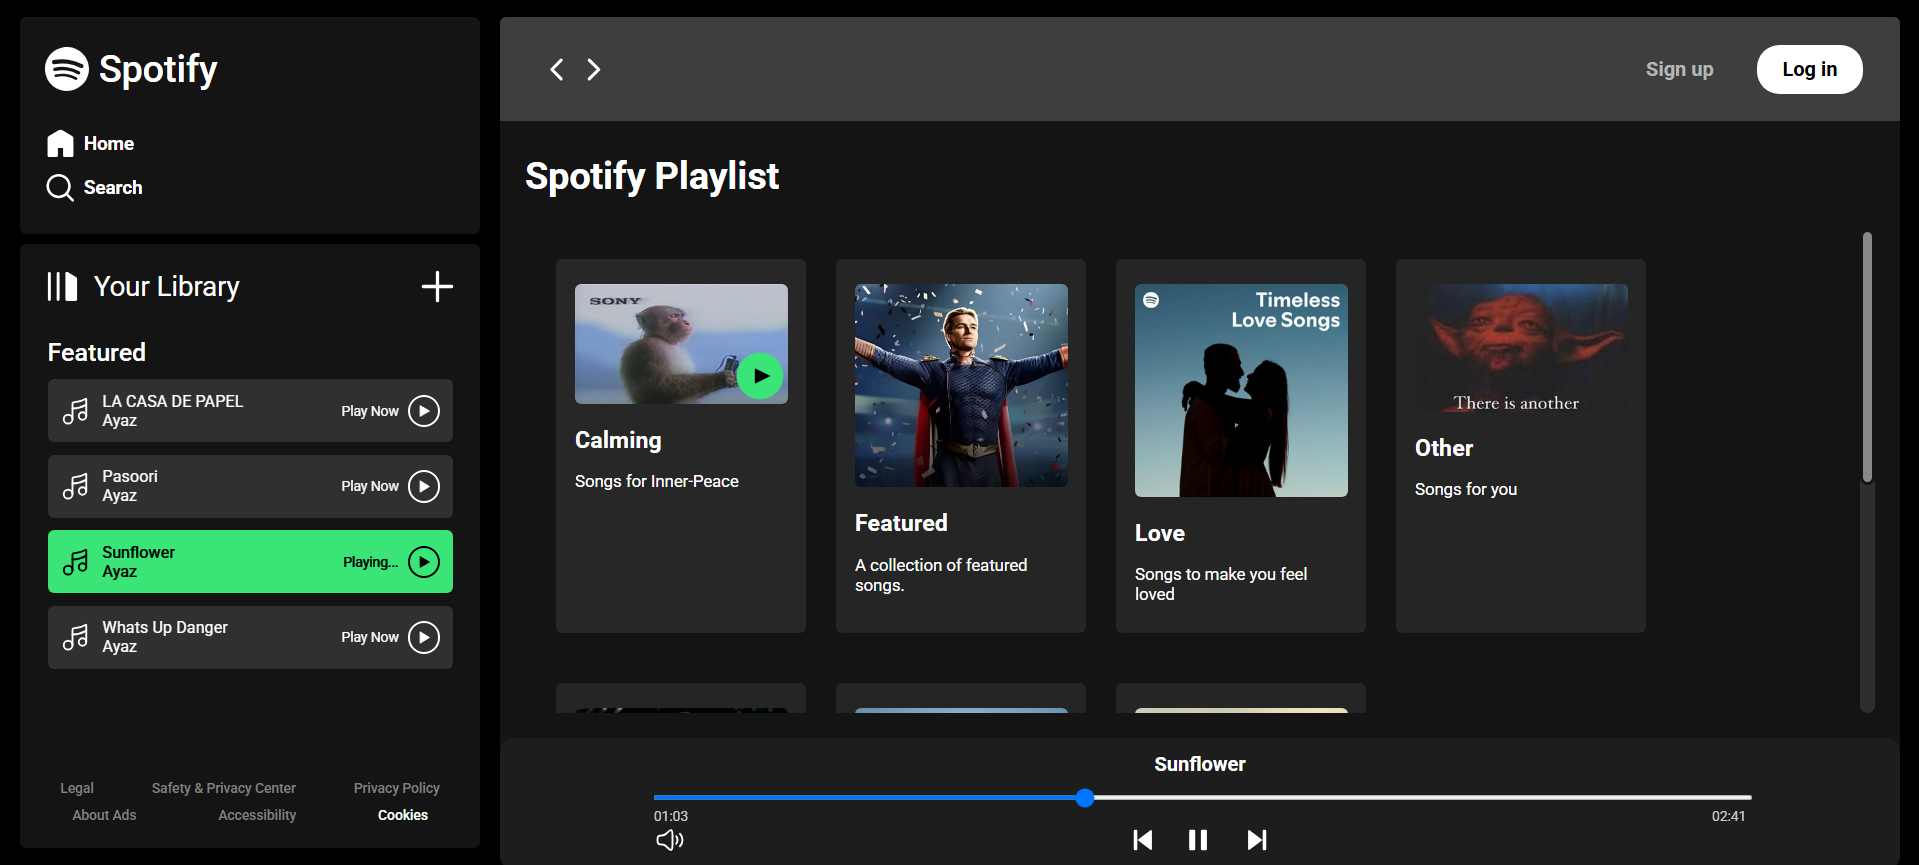 Spotify
Home
Search
Your Library
Featured
LA CASA DE PAPEL
Ayaz
Play Now
Pasoori
Ayaz
Play Now
Sunflower
Ayaz
Playing...
Whats Up Danger
Ayaz
Play Now
Legal
Safety & Privacy Center
Privacy Policy
About Ads
Accessibility
Cookies
Sign up
Log in
Spotify Playlist
SONY
Calming
Songs for Inner-Peace
Featured
A collection of featured
songs.
Timeless
Love Songs
Love
Songs to make you feel
loved
There is another
Other
Songs for you
Sunflower
01:03
02:41